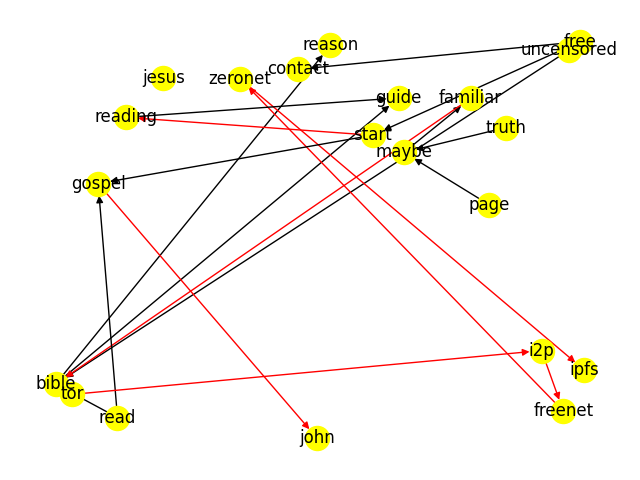 free
uncensored
reason
contact
jesus
zeronet
guide
familiar
reading
start
truth
maybe
gospel
page
i2p
ipfs
bible
tor
freenet
read
john